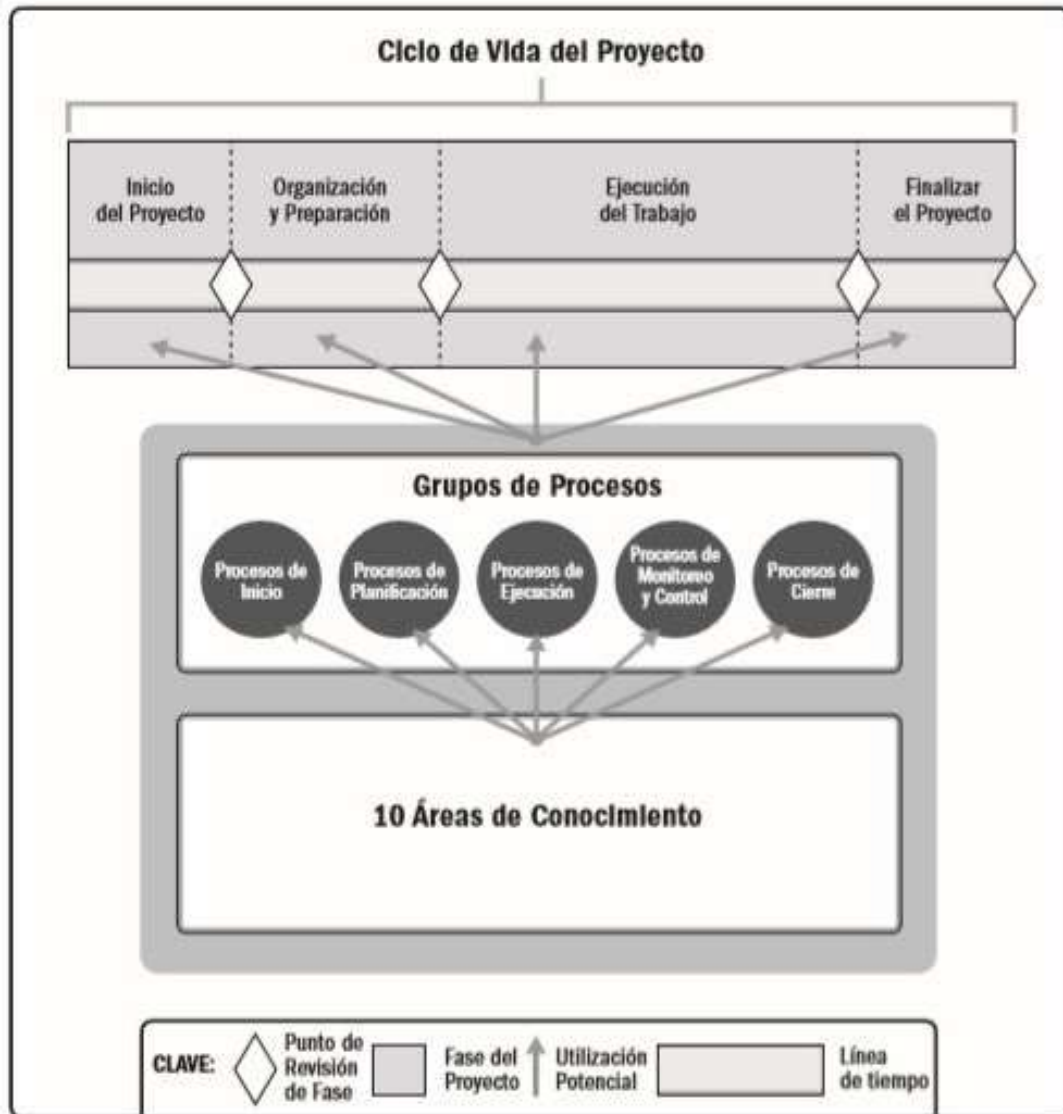 Ciclo de Vida del Proyecto
Inicio
del Proyecto
Organización
y Preparación
Ejecución
del Trabajo
Finalizar
el Proyecto
Grupos de Procesos
Procesos de
Inicio
Procesos de
Planificación
Procesos de
Ejecución
Procesos de
Monitoreo
y Control
Procesos de
Cierre
10 Áreas de Conocimiento
CLAVE:
Punto de
Revisión
de Fase
Fase del
Proyecto
Utilización
Potencial
Línea
de tiempo